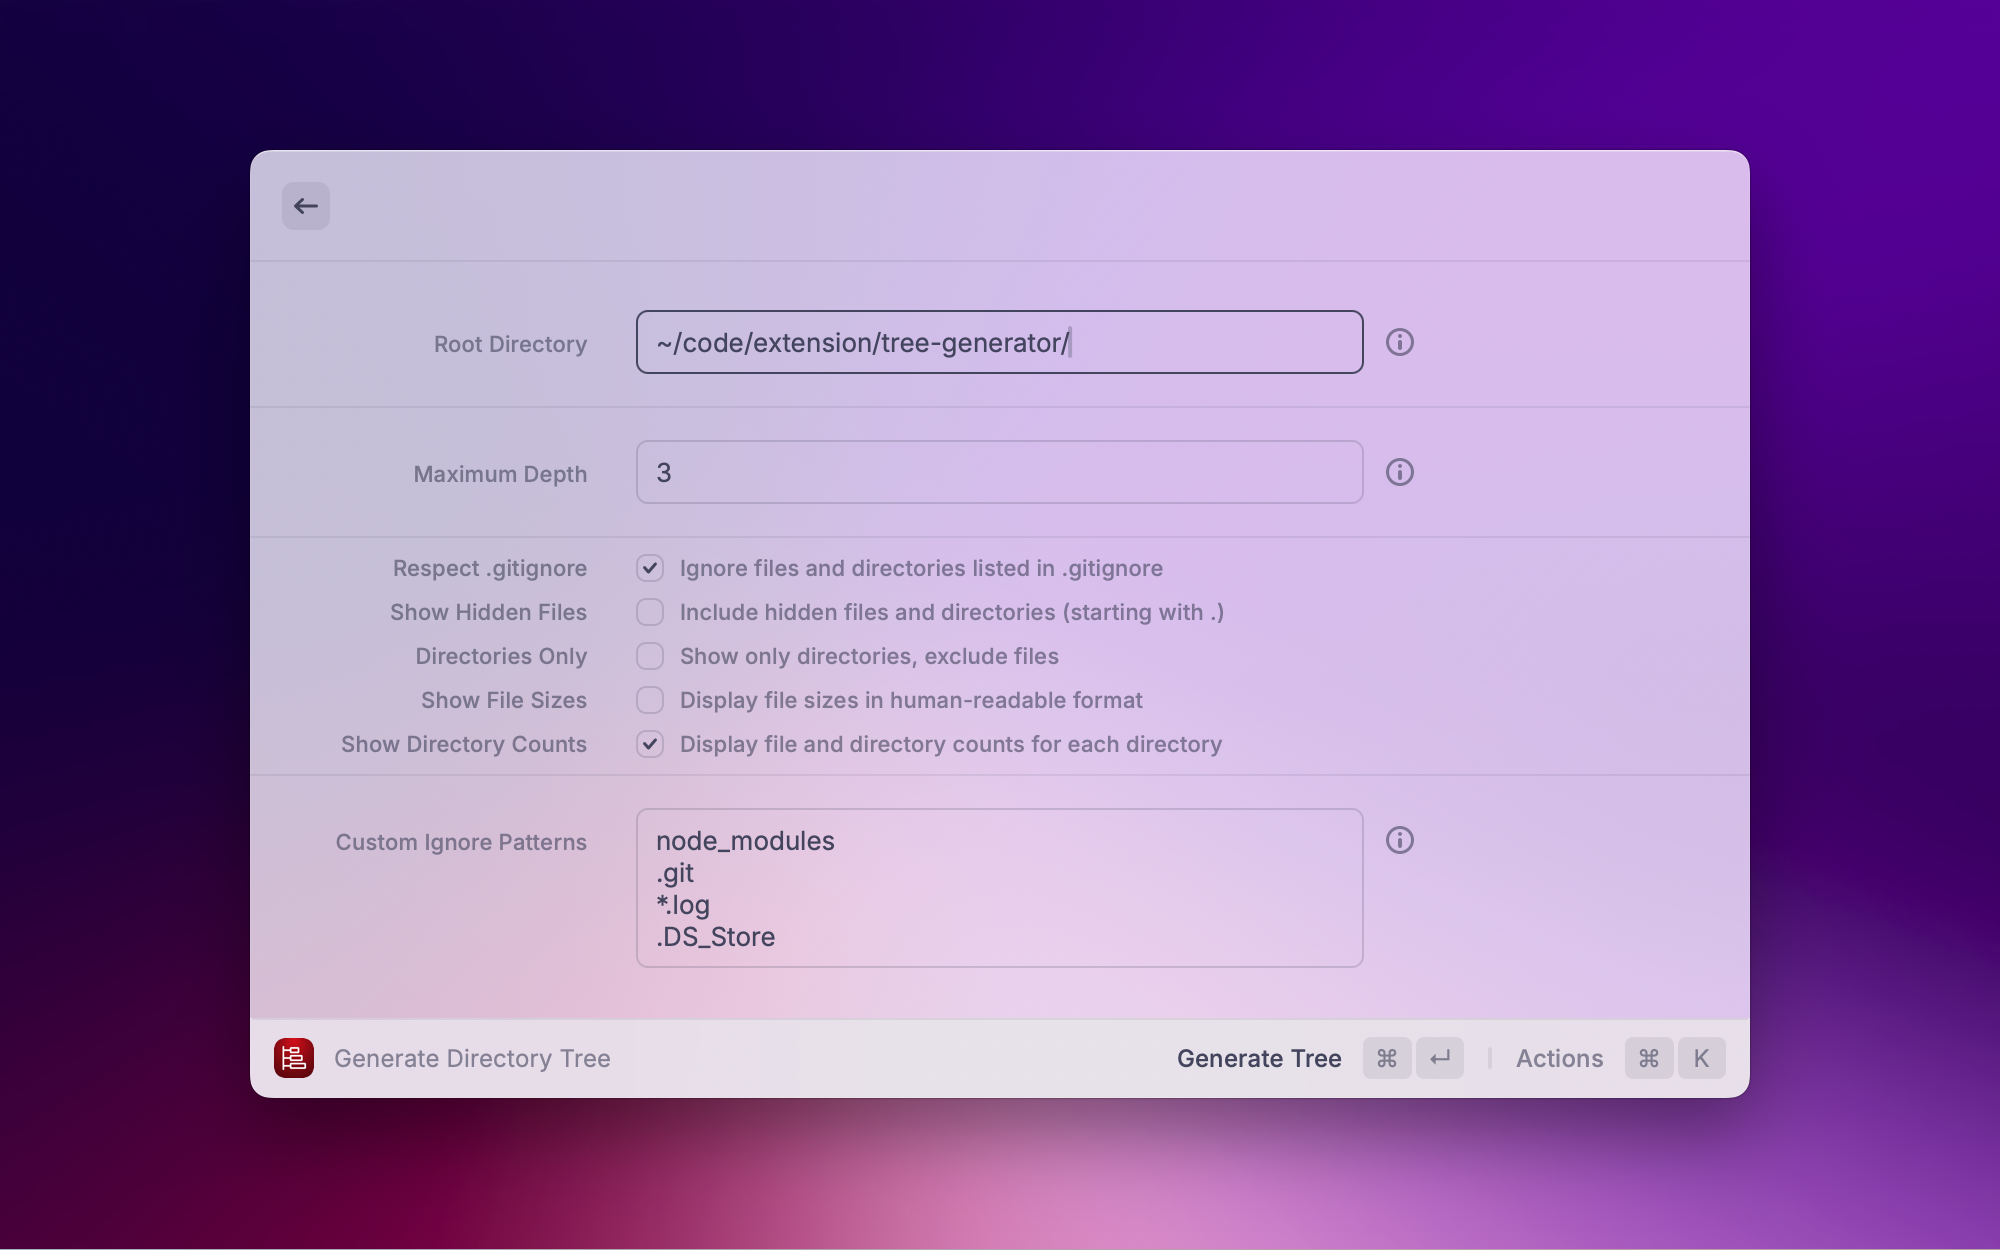 Root Directory
~/code/extension/tree-generator/
Maximum Depth
3
Respect .gitignore
Ignore files and directories listed in .gitignore
Show Hidden Files
Include hidden files and directories (starting with .)
Directories Only
Show only directories, exclude files
Show File Sizes
Display file sizes in human-readable format
Show Directory Counts
Display file and directory counts for each directory
Custom Ignore Patterns
node_modules
.git
*.log
.DS_Store
Generate Directory Tree
Generate Tree ⌘ ↵
Actions ⌘ K